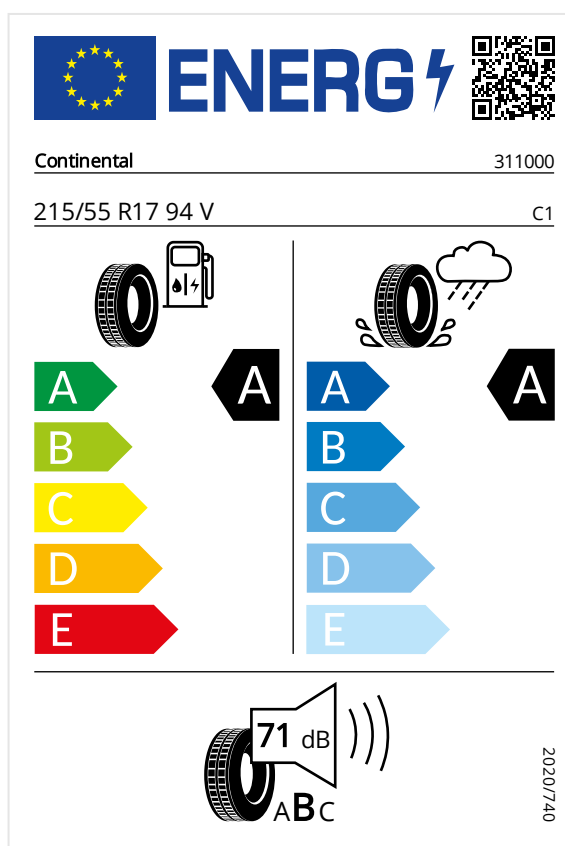 ENERG
Continental 311000
215/55 R17 94 V C1
A A A A
B B
C C
D D
E E
71 dB
ABC
2020/740